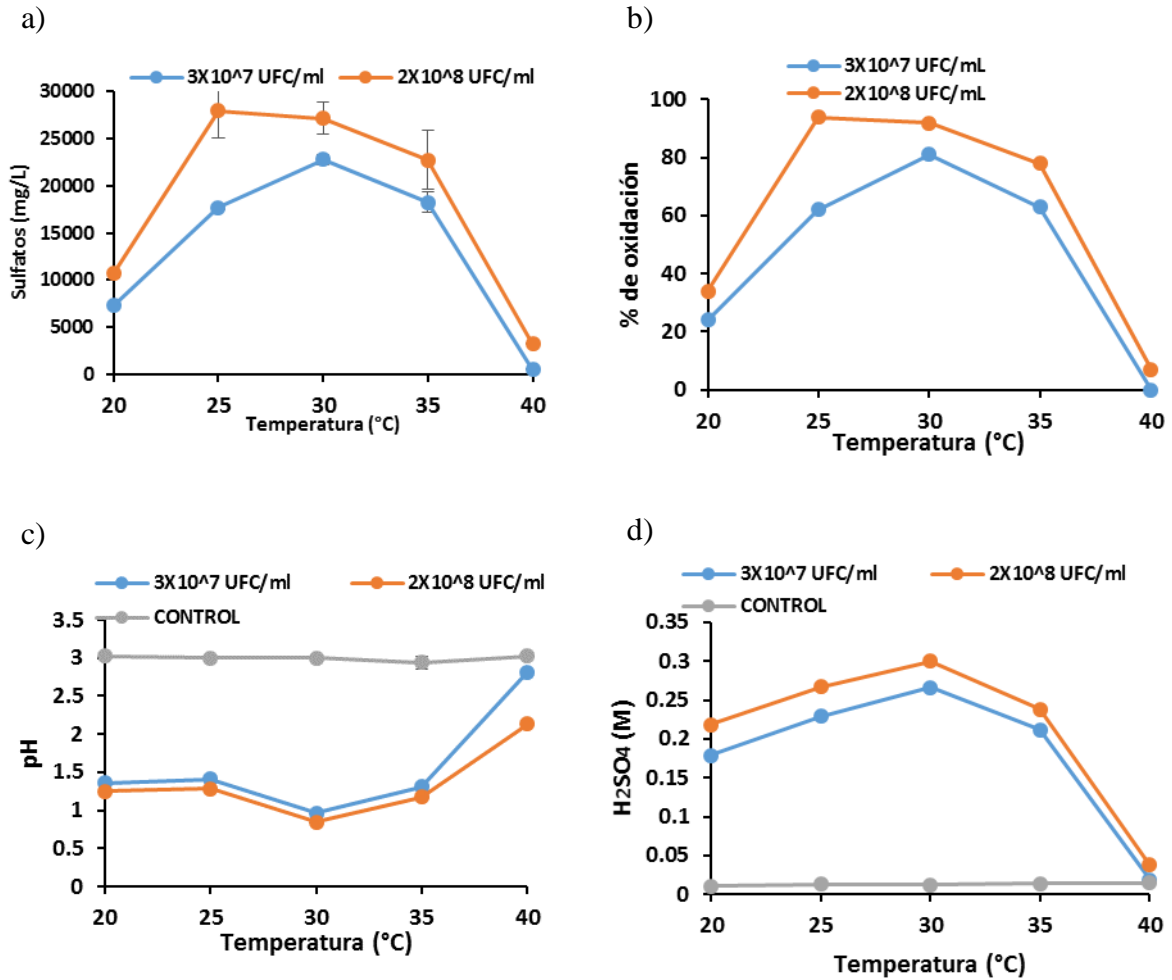 a)
3X10^7 UFC/ml 2X10^8 UFC/ml
30000
25000
20000
15000
10000
5000
0
Sulfatos (mg/L)
20 25 30 35 40
Temperatura (°C)
b)
3X10^7 UFC/mL
2X10^8 UFC/mL
100
80
60
40
20
0
% de oxidación
20 25 30 35 40
Temperatura (°C)
c)
3X10^7 UFC/ml 2X10^8 UFC/ml
CONTROL
3.5
3
2.5
2
1.5
1
0.5
0
pH
20 25 30 35 40
Temperatura (°C)
d)
3X10^7 UFC/ml 2X10^8 UFC/ml
CONTROL
0.35
0.3
0.25
0.2
0.15
0.1
0.05
0
H2SO4 (M)
20 25 30 35 40
Temperatura (°C)